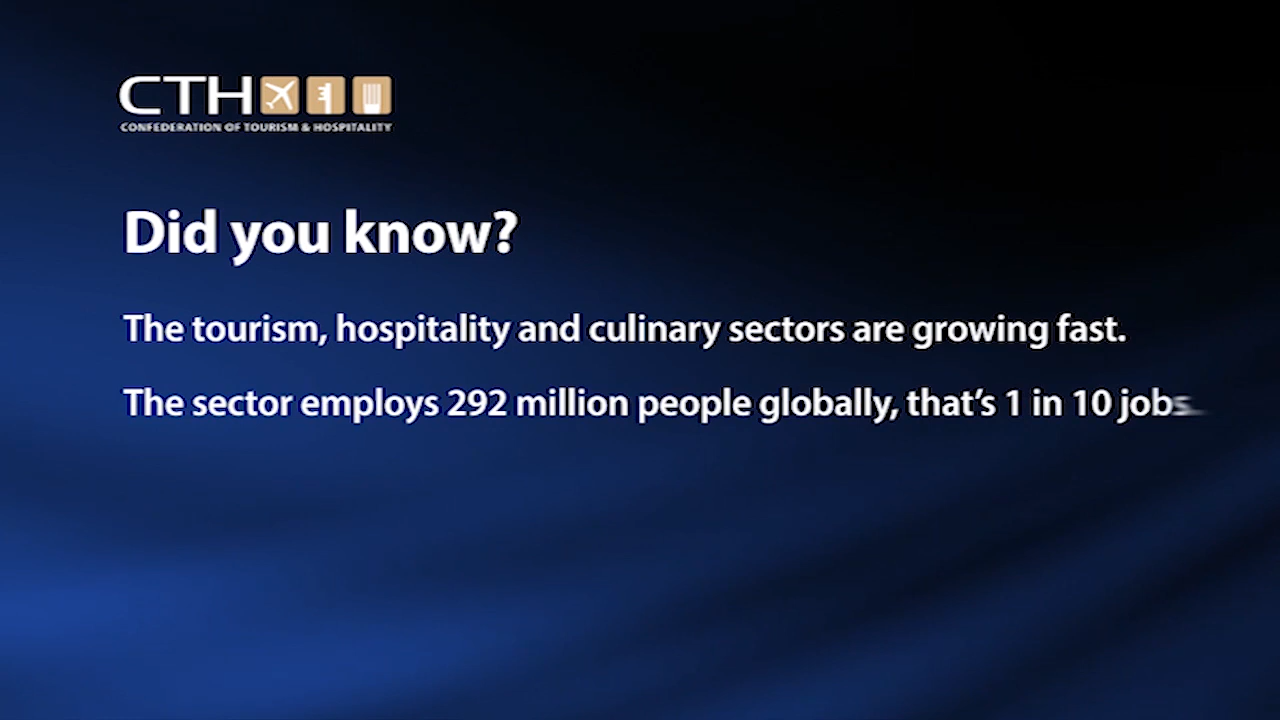 CTH
CONFEDERATION OF TOURISM & HOSPITALITY
Did you know?
The tourism, hospitality and culinary sectors are growing fast.
The sector employs 292 million people globally, that’s 1 in 10 jobs.